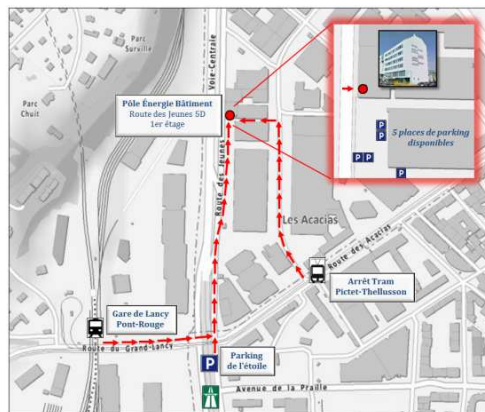 Parc
Surville
Parc
Chuit
Voie-Centrale
Pôle Énergie Bâtiment
Route des Jeunes 5D
1er étage
Route des Jeunes
5 places de parking
disponibles
P
P
P P
P
Les Acacias
Route des Acacias
Arrêt Tram
Pictet-Thellusson
Gare de Lancy
Pont-Rouge
Route du Grand-Lancy
P
Parking
de l'étoile
Avenue de la Praille